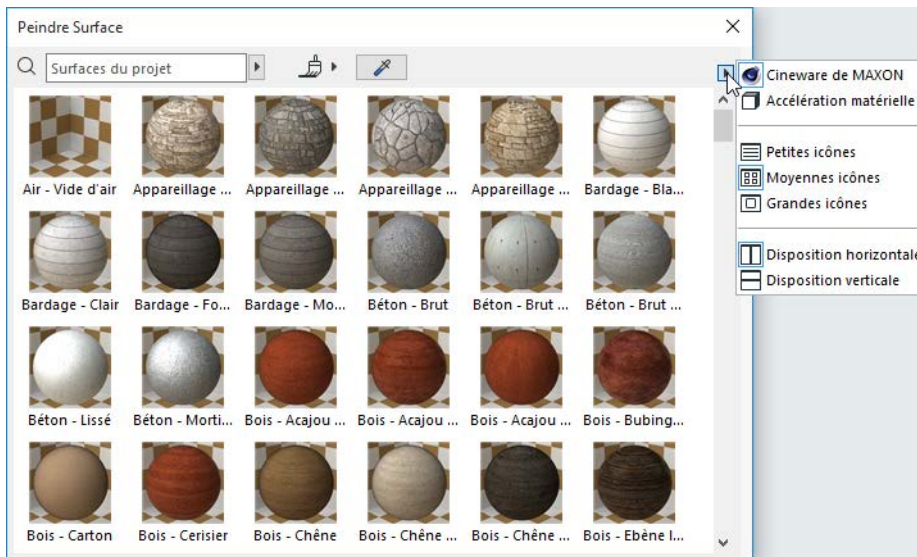 Peindre Surface
Surfaces du projet
Cineware de MAXON
Accélération matérielle
Petites icônes
Moyennes icônes
Grandes icônes
Disposition horizontale
Disposition verticale
Air - Vide d'air Appareillage ... Appareillage ... Appareillage ... Appareillage ... Bardage - Bla...
Bardage - Clair Bardage - Fo... Bardage - Mo... Béton - Brut Béton - Brut ... Béton - Brut ...
Béton - Lissé Béton - Morti... Bois - Acajou ... Bois - Acajou ... Bois - Acajou ... Bois - Bubing...
Bois - Carton Bois - Cerisier Bois - Chêne Bois - Chêne ... Bois - Chêne ... Bois - Ebène l...